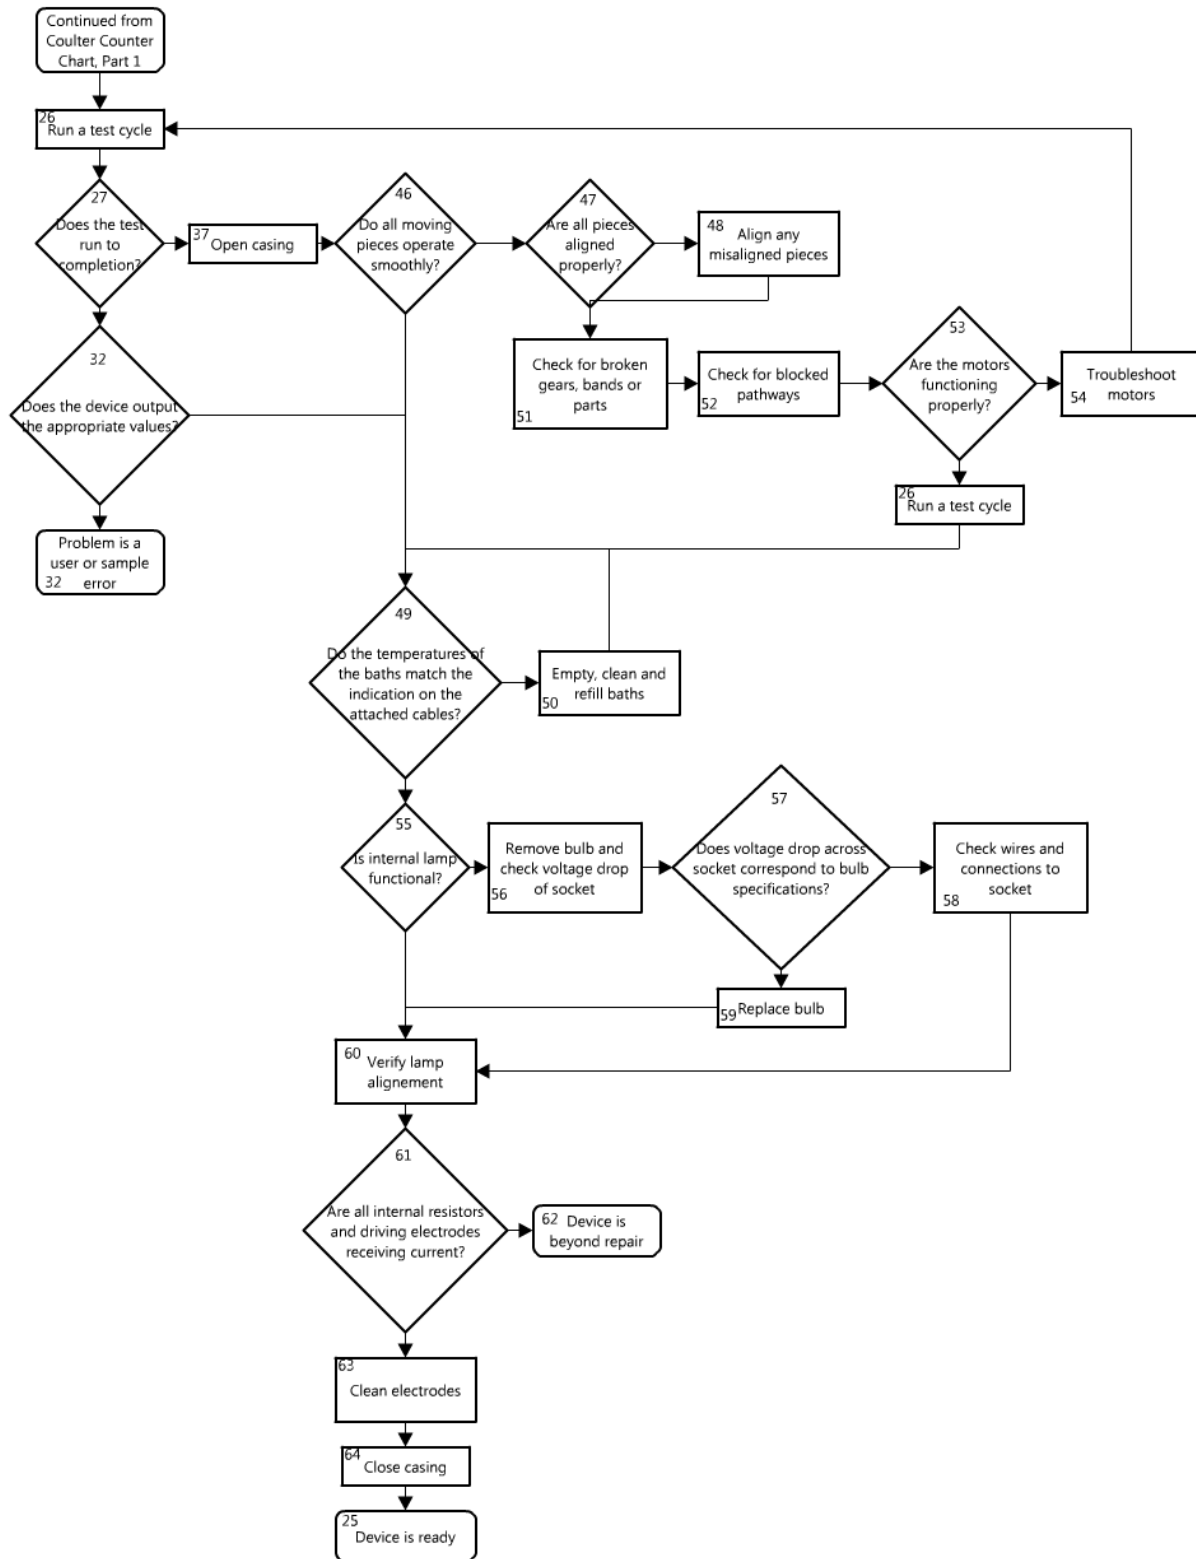 Continued from
Coulter Counter
Chart, Part 1
26
Run a test cycle
27
Does the test
run to
completion?
37
Open casing
46
Do all moving
pieces operate
smoothly?
47
Are all pieces
aligned
properly?
48
Align any
misaligned pieces
32
Does the device output
the appropriate values?
Check for broken
gears, bands or
parts
51
Check for blocked
pathways
52
53
Are the motors
functioning
properly?
Troubleshoot
motors
54
26
Run a test cycle
Problem is a
user or sample
error
32
49
Do the temperatures of
the baths match the
indication on the
attached cables?
Empty, clean and
refill baths
50
55
Is internal lamp
functional?
Remove bulb and
check voltage drop
of socket
56
57
Does voltage drop across
socket correspond to bulb
specifications?
Check wires and
connections to
socket
58
Replace bulb
59
60
Verify lamp
alignement
61
Are all internal resistors
and driving electrodes
receiving current?
62
Device is
beyond repair
63
Clean electrodes
64
Close casing
25
Device is ready